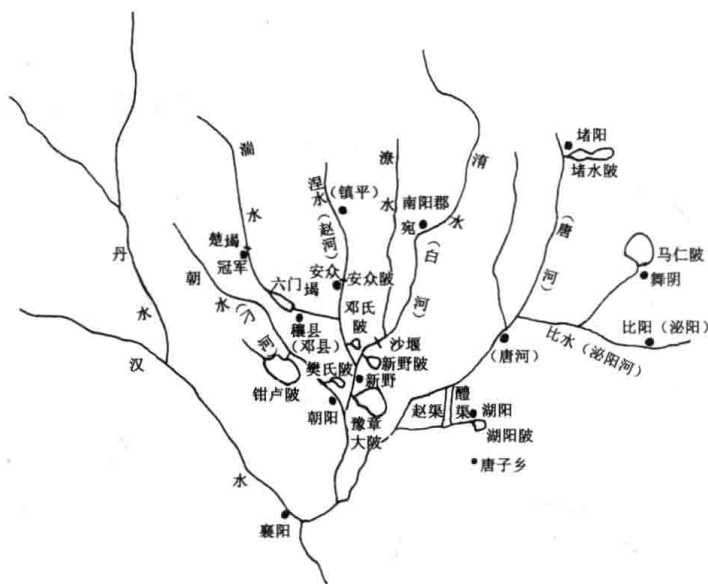 堵阳
堵水陂
湍水
涅水(赵河)
(镇平)
潦水
南阳郡
宛
淯水
(白河)
(唐河)
马仁陂
舞阴
楚堨
冠军
朝水(刁河)
六门堨
安众
安众陂
穰县
(邓县)
邓氏陂
沙堰
新野陂
新野
樊氏陂
钳卢陂
朝阳
豫章大陂
(唐河)
比水(泌阳河)
比阳(泌阳)
赵渠
醴渠
湖阳
湖阳陂
唐子乡
丹水
汉水
襄阳